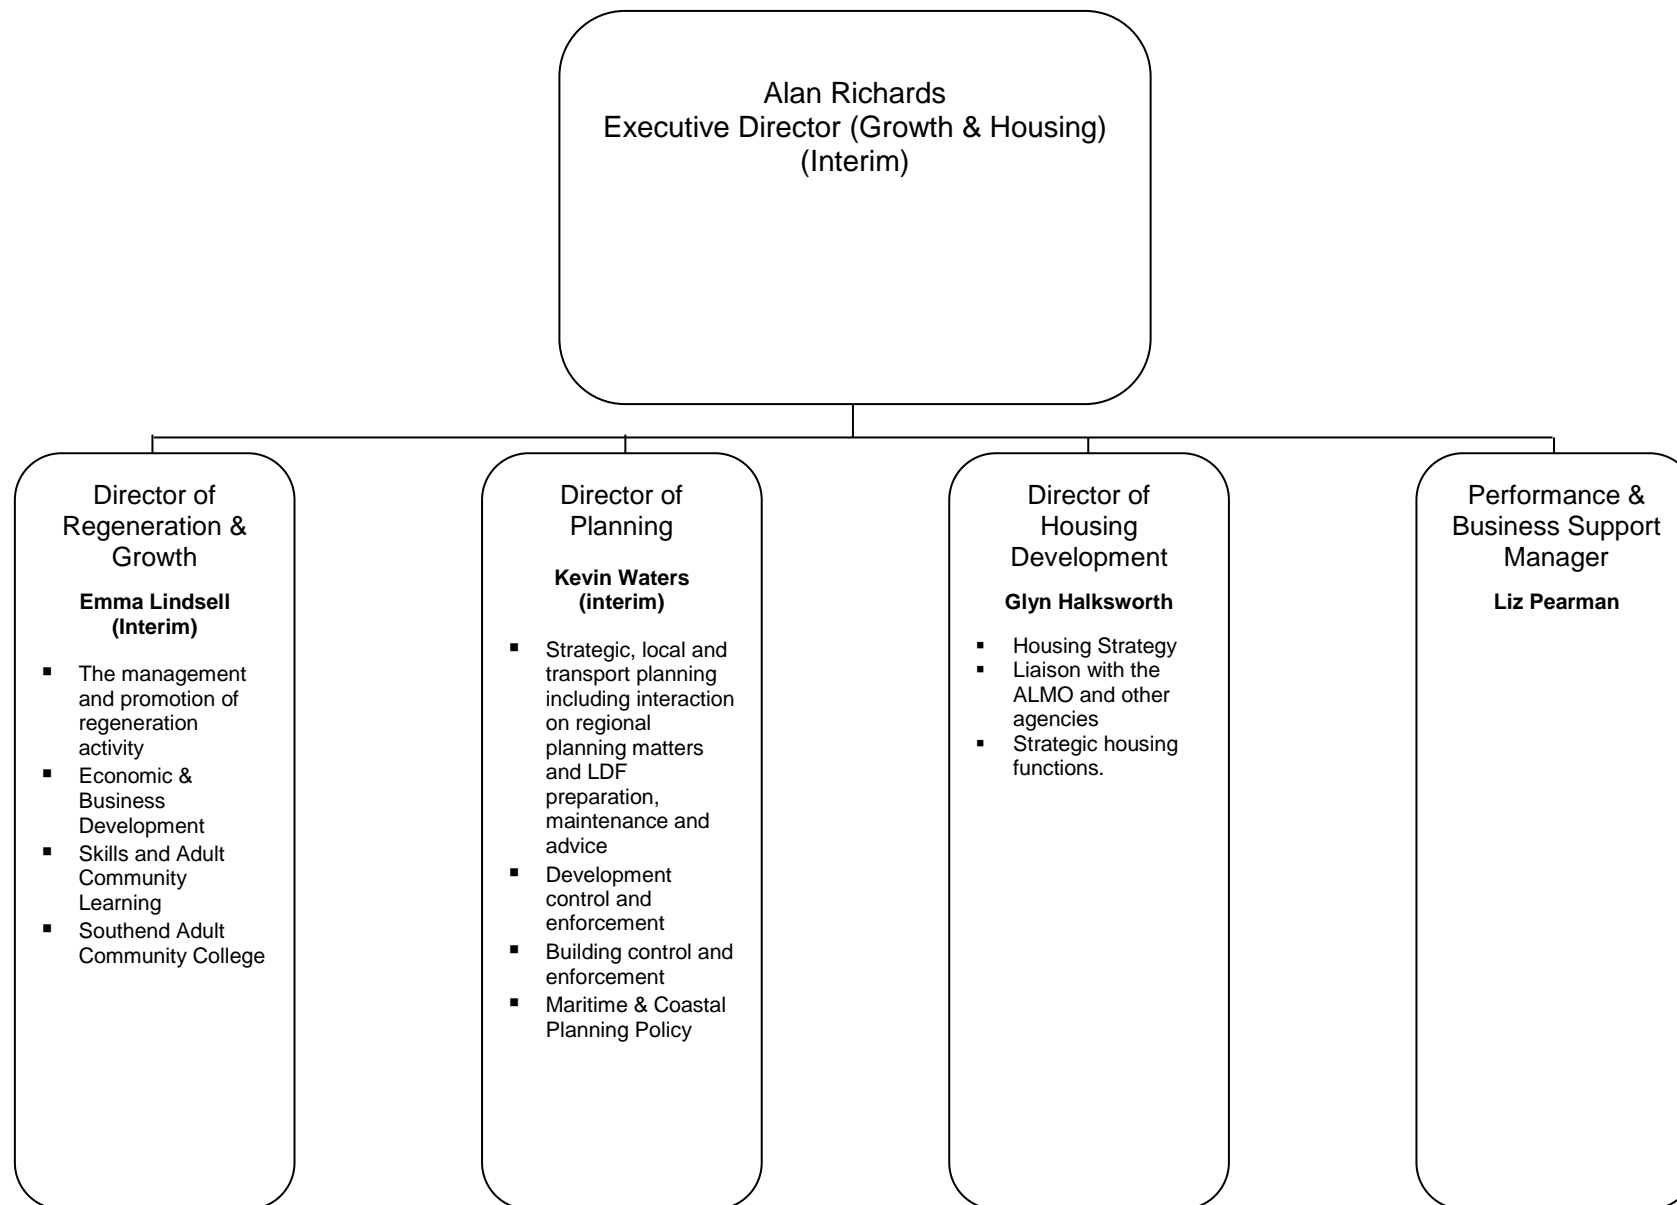 Alan Richards
Executive Director (Growth & Housing)
(Interim)
Director of
Regeneration &
Growth
Emma Lindsell
(Interim)
▪ The management
and promotion of
regeneration
activity
▪ Economic &
Business
Development
▪ Skills and Adult
Community
Learning
▪ Southend Adult
Community College
Director of
Planning
Kevin Waters
(interim)
▪ Strategic, local and
transport planning
including interaction
on regional
planning matters
and LDF
preparation,
maintenance and
advice
▪ Development
control and
enforcement
▪ Building control and
enforcement
▪ Maritime & Coastal
Planning Policy
Director of
Housing
Development
Glyn Halksworth
▪ Housing Strategy
▪ Liaison with the
ALMO and other
agencies
▪ Strategic housing
functions.
Performance &
Business Support
Manager
Liz Pearman